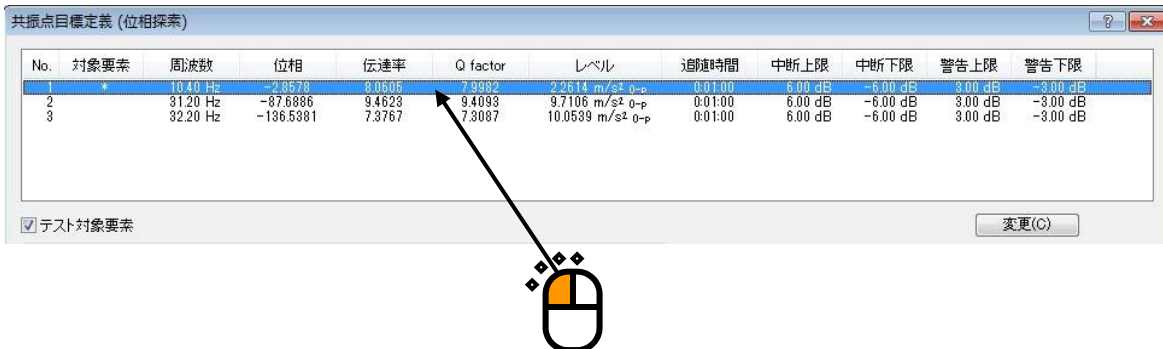 共振点目標定義 (位相探索)
No. 対象要素 周波数 位相 伝達率 Q factor レベル 追随時間 中断上限 中断下限 警告上限 警告下限
1 * 10.40 Hz -2.8578 8.0605 7.9982 2.2614 m/s² 0-p 0:01:00 6.00 dB -6.00 dB 3.00 dB -3.00 dB
2 31.20 Hz -87.6886 9.4623 9.4093 9.7106 m/s² 0-p 0:01:00 6.00 dB -6.00 dB 3.00 dB -3.00 dB
3 32.20 Hz -136.5381 7.3767 7.3087 10.0539 m/s² 0-p 0:01:00 6.00 dB -6.00 dB 3.00 dB -3.00 dB
テスト対象要素 変更(C)